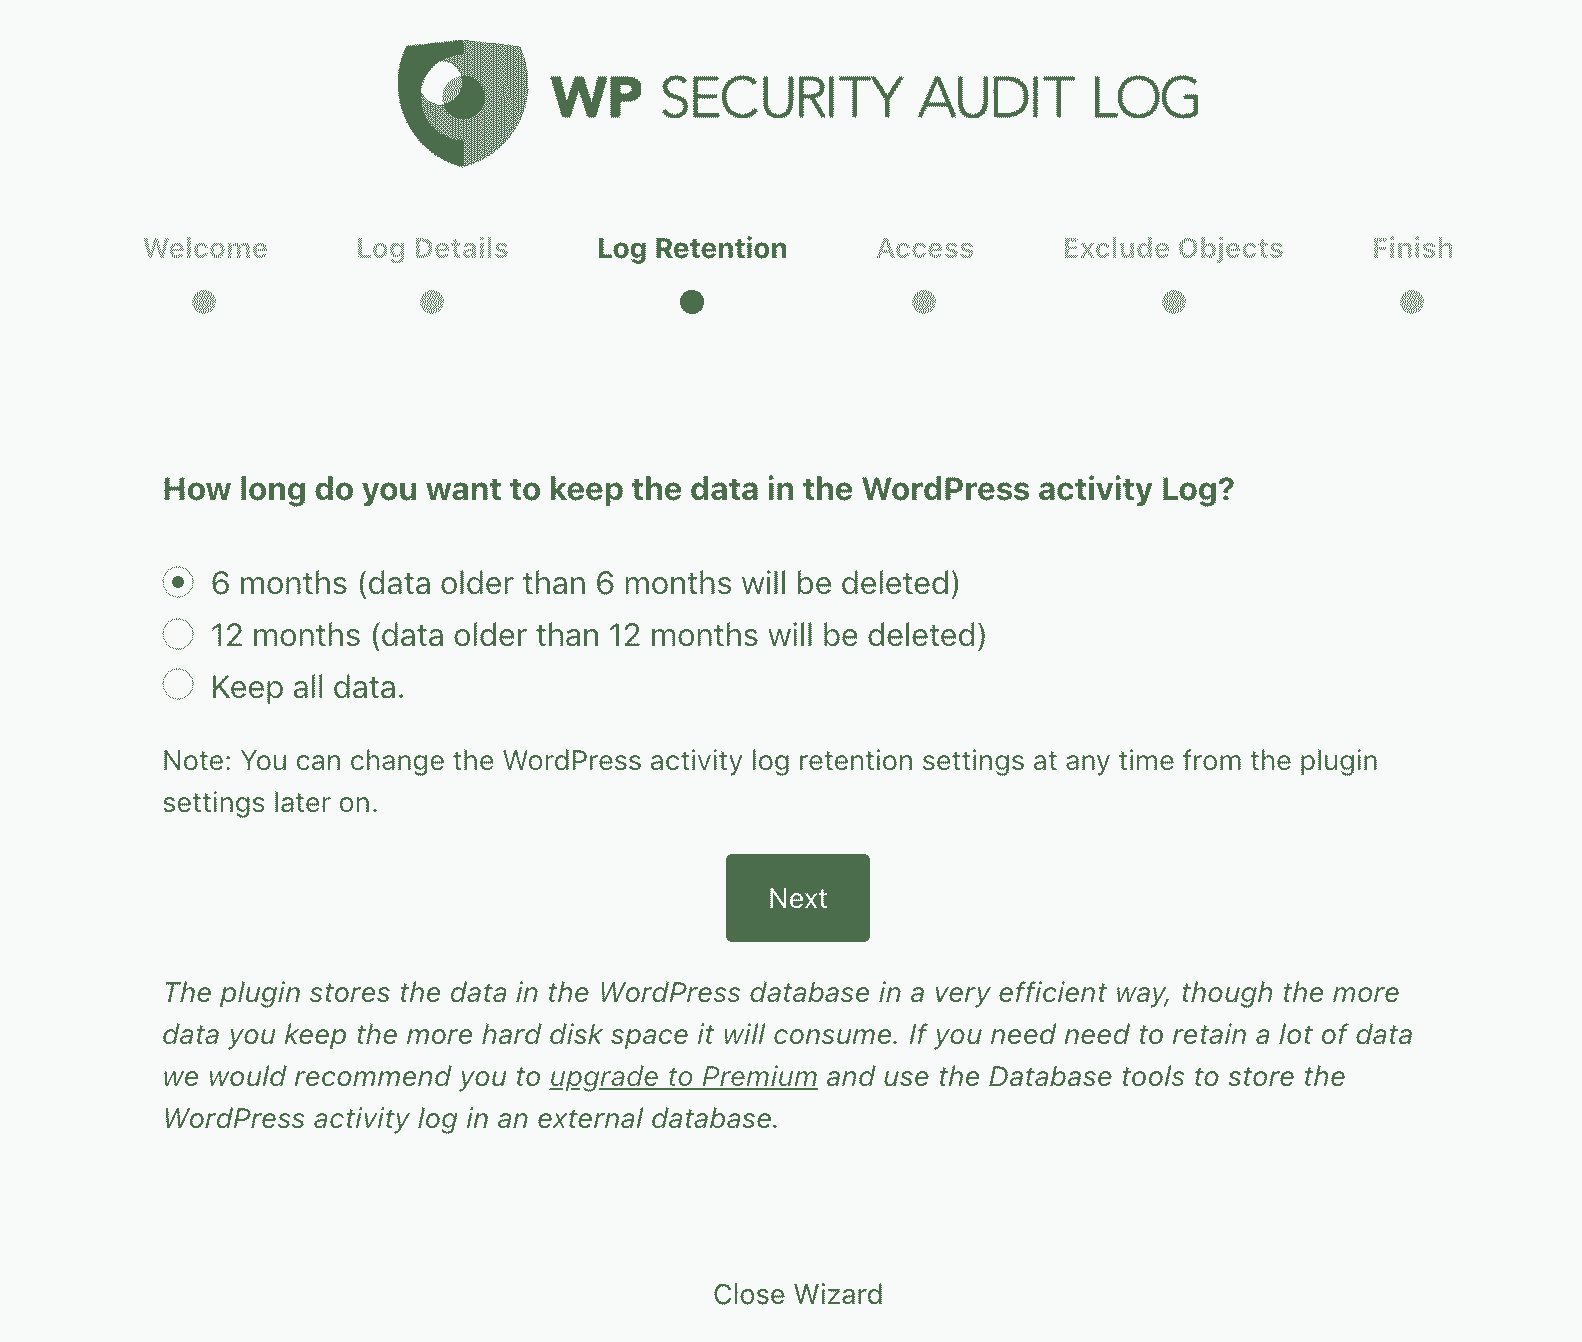 WP SECURITY AUDIT LOG
Welcome Log Details Log Retention Access Exclude Objects Finish
How long do you want to keep the data in the WordPress activity Log?
6 months (data older than 6 months will be deleted)
12 months (data older than 12 months will be deleted)
Keep all data.
Note: You can change the WordPress activity log retention settings at any time from the plugin
settings later on.
Next
The plugin stores the data in the WordPress database in a very efficient way, though the more
data you keep the more hard disk space it will consume. If you need need to retain a lot of data
we would recommend you to upgrade to Premium and use the Database tools to store the
WordPress activity log in an external database.
Close Wizard